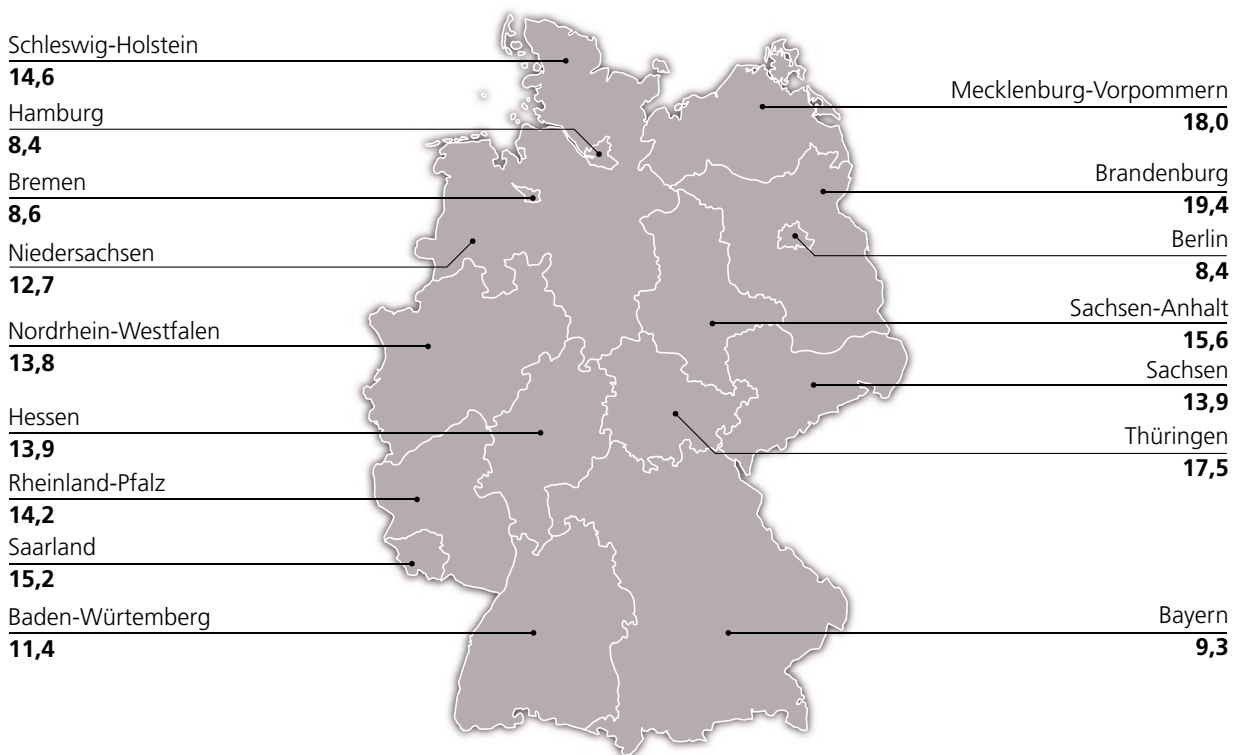 Schleswig-Holstein
14,6
Hamburg
8,4
Bremen
8,6
Niedersachsen
12,7
Nordrhein-Westfalen
13,8
Hessen
13,9
Rheinland-Pfalz
14,2
Saarland
15,2
Baden-Würtemberg
11,4
Mecklenburg-Vorpommern
18,0
Brandenburg
19,4
Berlin
8,4
Sachsen-Anhalt
15,6
Sachsen
13,9
Thüringen
17,5
Bayern
9,3